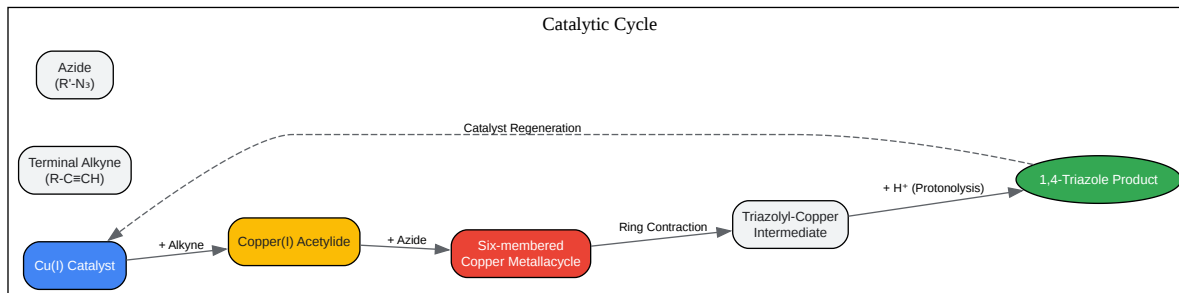 Catalytic Cycle
Azide
(R'-N₃)
Catalyst Regeneration
Terminal Alkyne
(R-C≡CH)
1,4-Triazole Product
+ H⁺ (Protonolysis)
Triazolyl-Copper
Intermediate
Ring Contraction
Copper(I) Acetylide
+ Alkyne
+ Azide
Six-membered
Copper Metallacycle
Cu(I) Catalyst